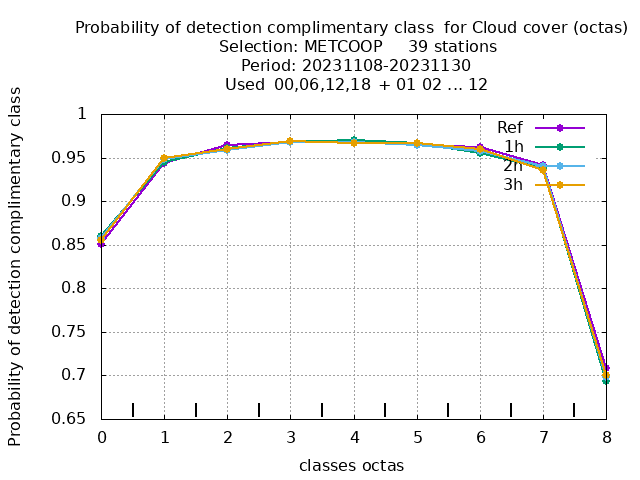 Probability of detection complimentary class  for Cloud cover (octas)
Selection: METCOOP     39 stations
Period: 20231108-20231130
Used  00,06,12,18  + 01 02 ... 12
Probability of detection complimentary class
1
0.95
0.9
0.85
0.8
0.75
0.7
0.65
Ref
1h
2h
3h
0 1 2 3 4 5 6 7 8
classes octas